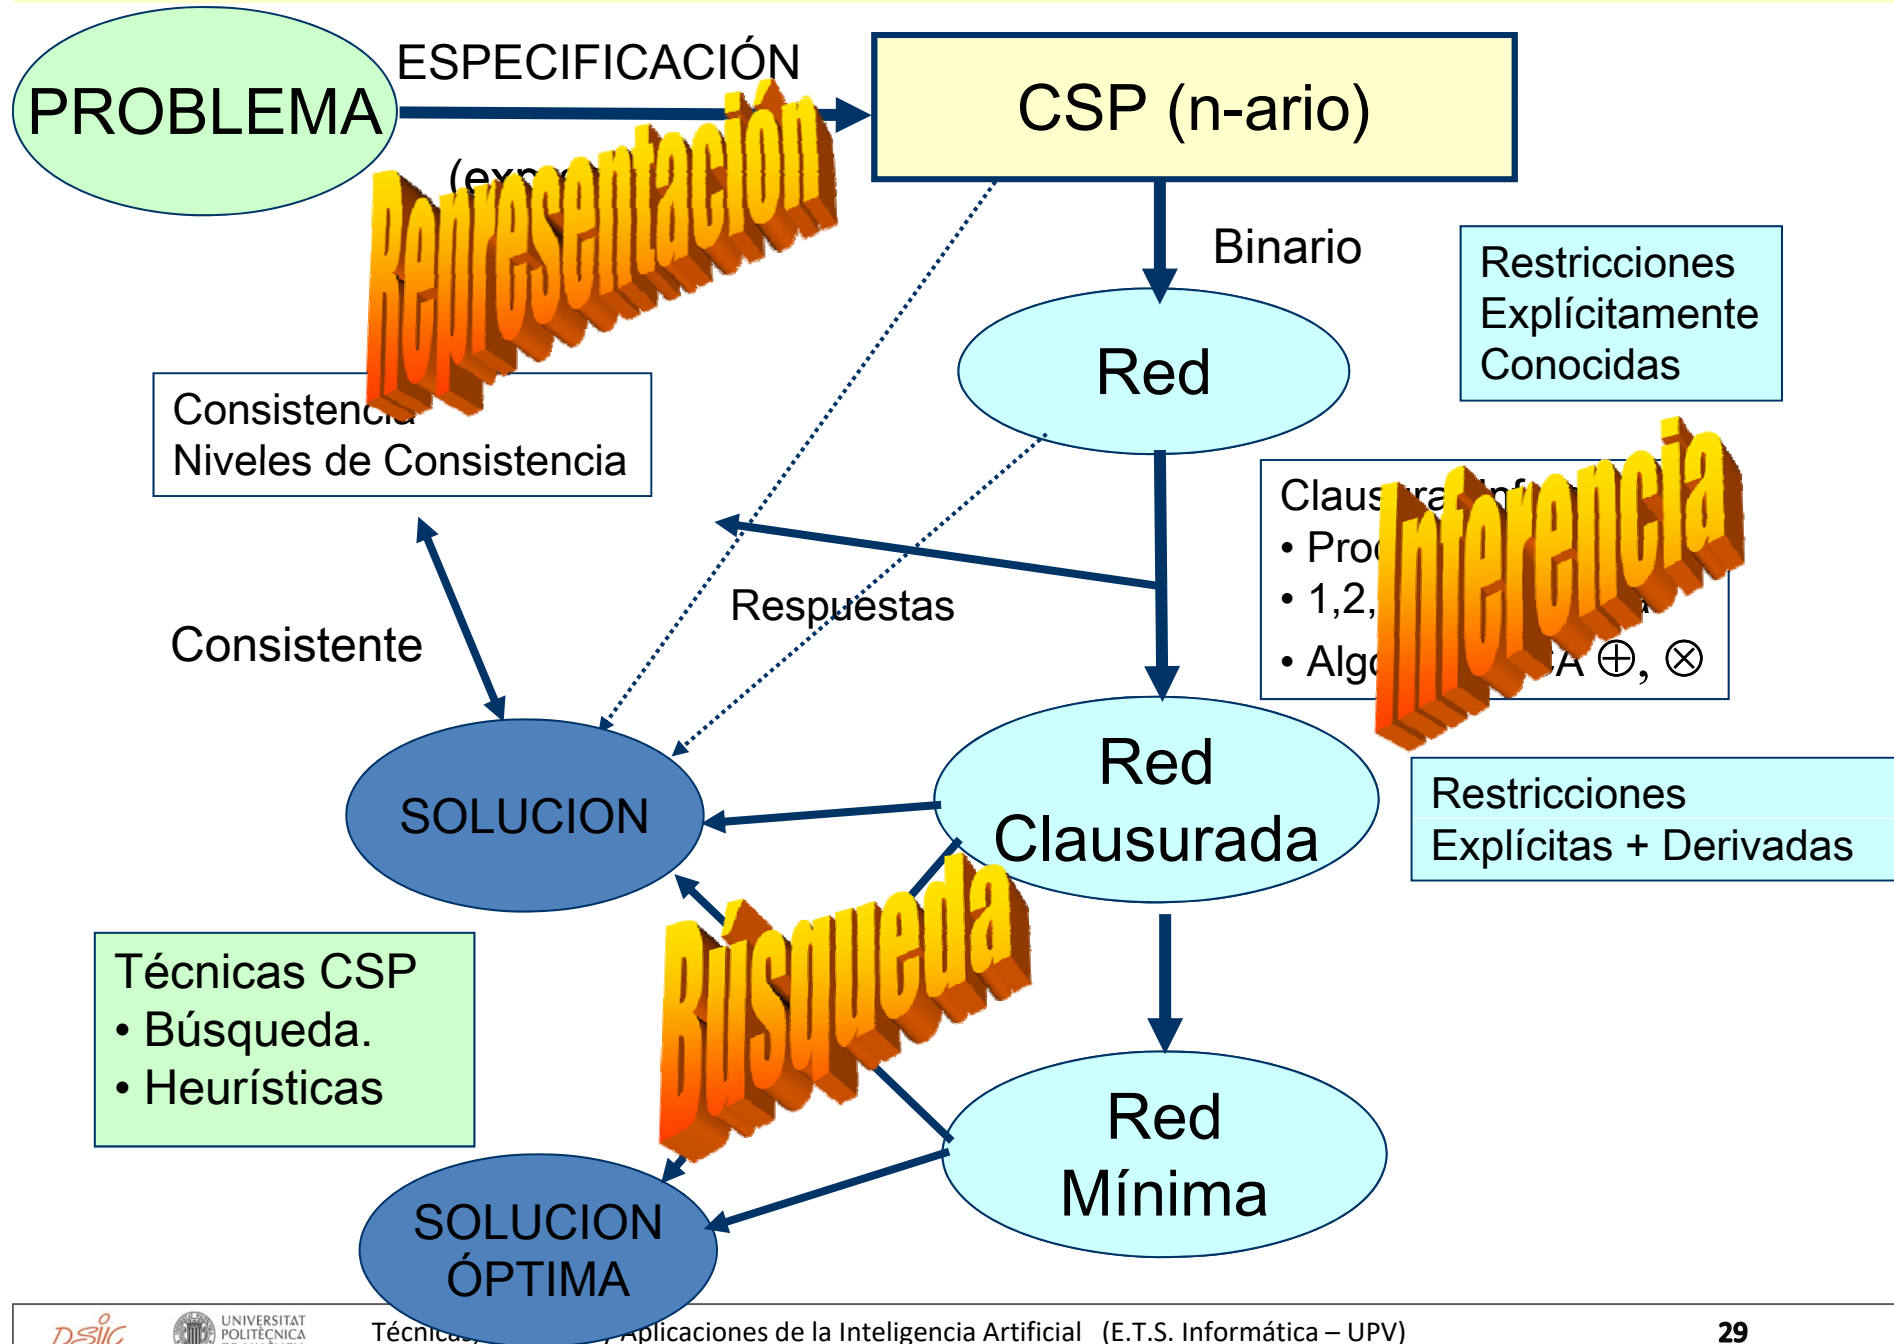 ESPECIFICACIÓN
PROBLEMA
CSP (n-ario)
Representación
Binario
Restricciones
Explícitamente
Conocidas
Red
Consistencia
Niveles de Consistencia
Inferencia
• 1,2,
⊕, ⊗
Respuestas
Consistente
Red
Clausurada
SOLUCION
Restricciones
Explícitas + Derivadas
Búsqueda
Técnicas CSP
• Búsqueda.
• Heurísticas
Red
Mínima
SOLUCION
ÓPTIMA
DSIC
UNIVERSITAT
POLITÈCNICA
Aplicaciones de la Inteligencia Artificial (E.T.S. Informática – UPV)
29